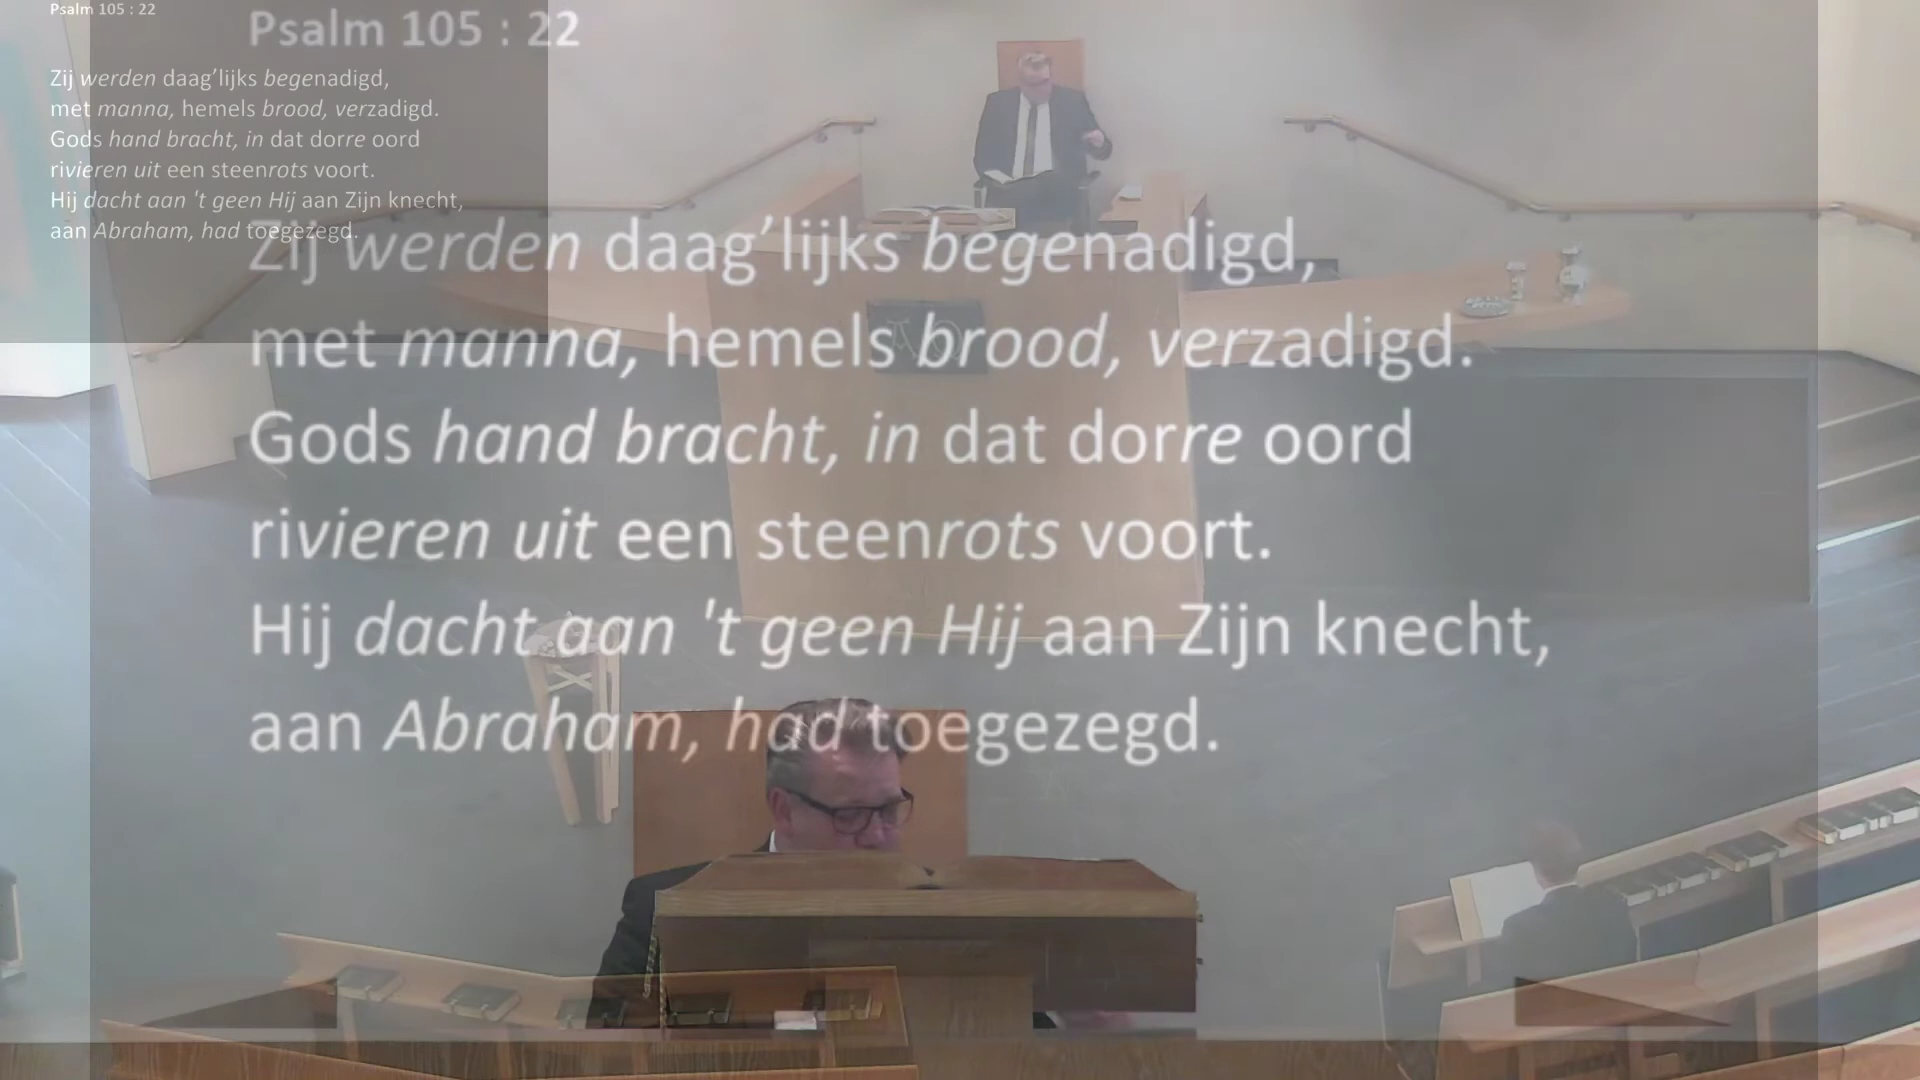 Psalm 105 : 22
Zij werden daag’lijks begenadigd,
met manna, hemels brood, verzadigd.
Gods hand bracht, in dat dorre oord
rivieren uit een steenrots voort.
Hij dacht aan 't geen Hij aan Zijn knecht,
aan Abraham, had toegezegd.
Psalm 105 : 22
Zij werden daag’lijks begenadigd,
met manna, hemels brood, verzadigd.
Gods hand bracht, in dat dorre oord
rivieren uit een steenrots voort.
Hij dacht aan 't geen Hij aan Zijn knecht,
aan Abraham, had toegezegd.